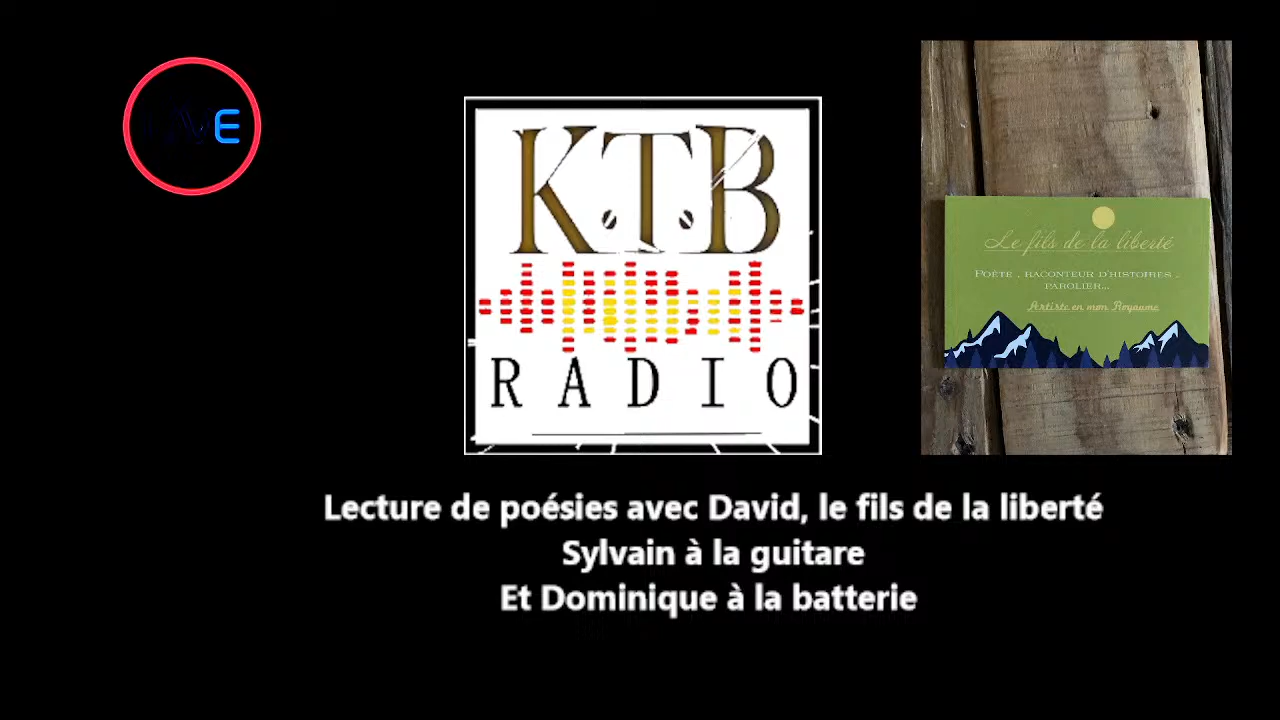 E
K.T.B
RADIO
Le fils de la liberté
POÈTE , RACONTEUR D'HISTOIRES .
PAROLIER...
Artiste en mon Royaume
Lecture de poésies avec David, le fils de la liberté
Sylvain à la guitare
Et Dominique à la batterie